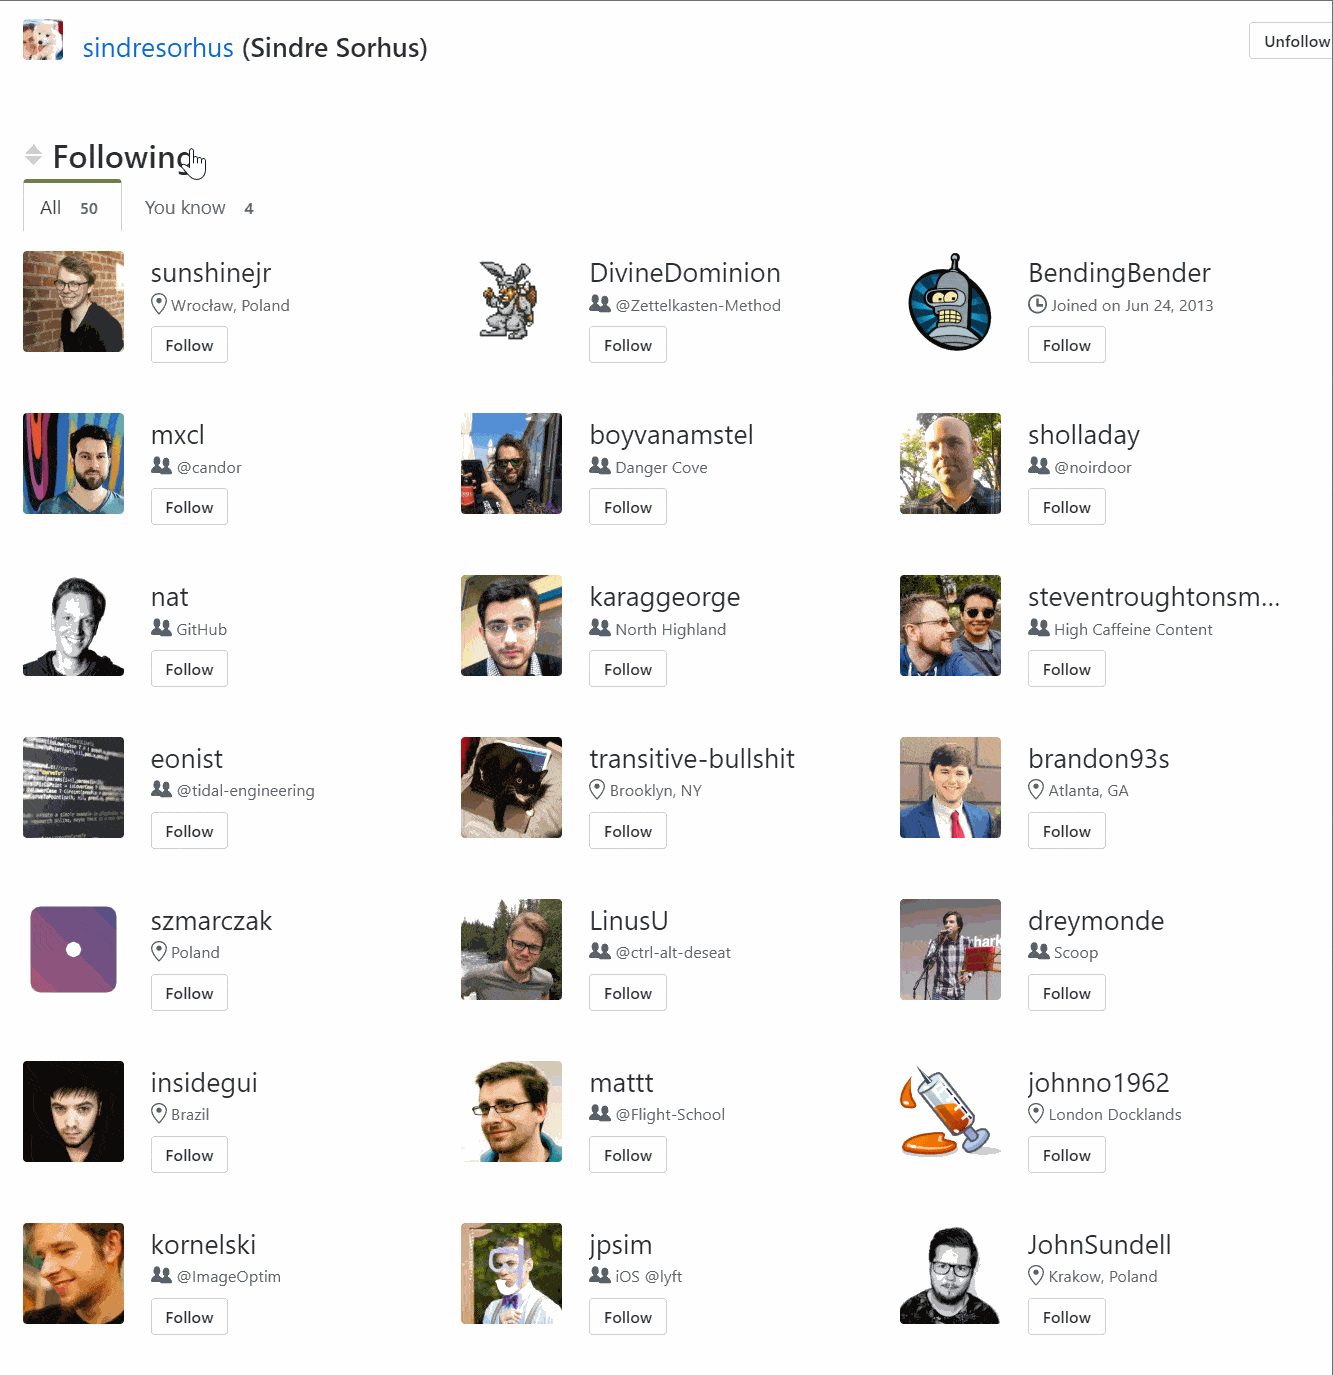 sindresorhus (Sindre Sorhus)
Unfollow
Following
All 50 You know 4
sunshinejr
Wrocław, Poland
Follow
DivineDominion
@Zettelkasten-Method
Follow
BendingBender
Joined on Jun 24, 2013
Follow
mxcl
@candor
Follow
boyvanamstel
Danger Cove
Follow
sholladay
@noirdoor
Follow
nat
GitHub
Follow
karaggeorge
North Highland
Follow
steventroughtonsm...
High Caffeine Content
Follow
eonist
@tidal-engineering
Follow
transitive-bullshit
Brooklyn, NY
Follow
brandon93s
Atlanta, GA
Follow
szmarczak
Poland
Follow
LinusU
@ctrl-alt-deseat
Follow
dreymonde
Scoop
Follow
insidegui
Brazil
Follow
mattt
@Flight-School
Follow
johnno1962
London Docklands
Follow
kornelski
@ImageOptim
Follow
jpsim
iOS @lyft
Follow
JohnSundell
Krakow, Poland
Follow